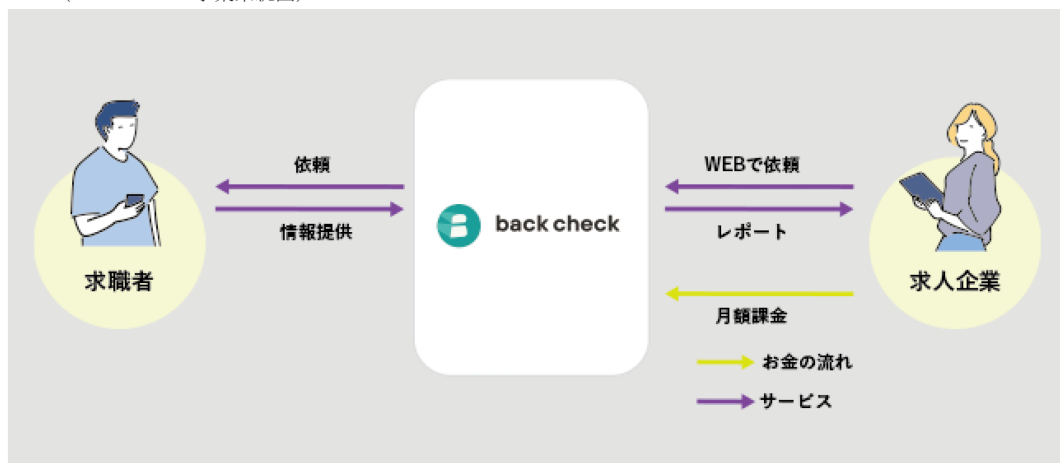 依頼
情報提供
求職者
back check
WEBで依頼
レポート
求人企業
月額課金
お金の流れ
サービス